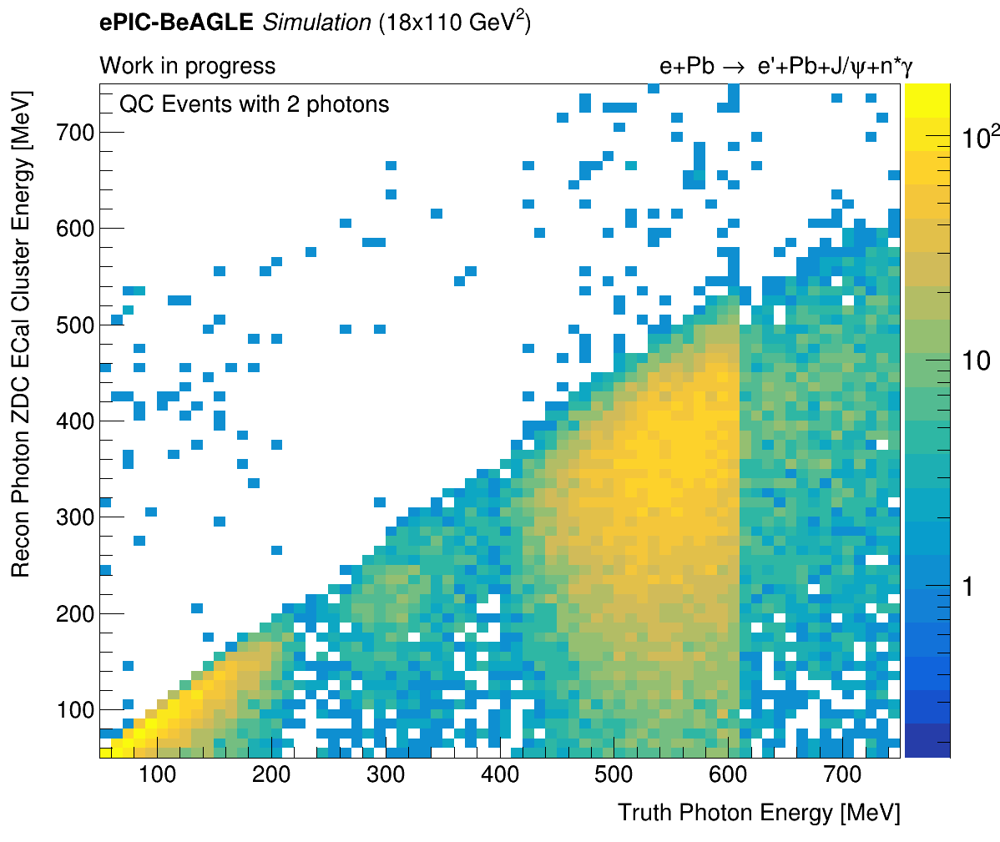 ePIC-BeAGLE Simulation (18x110 GeV²)
Work in progress
e+Pb → e'+Pb+J/ψ+n*γ
QC Events with 2 photons
Recon Photon ZDC ECal Cluster Energy [MeV]
700
600
500
400
300
200
100
100 200 300 400 500 600 700
Truth Photon Energy [MeV]
10²
10
1